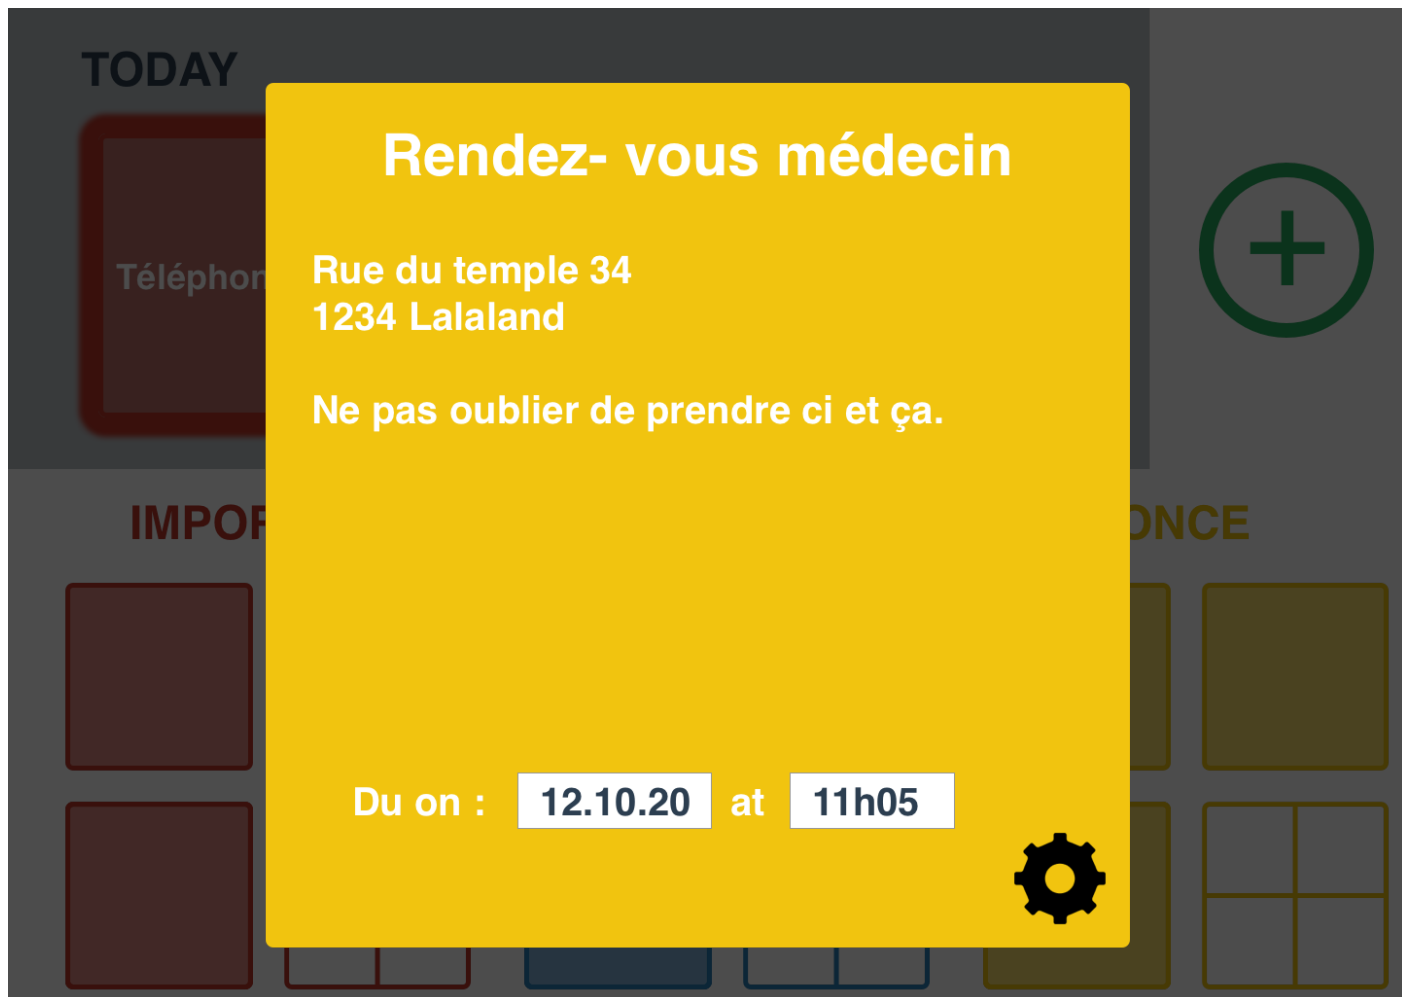 TODAY
Rendez- vous médecin
Téléphon
Rue du temple 34
1234 Lalaland
Ne pas oublier de prendre ci et ça.
IMPOR
ONCE
Du on : 12.10.20 at 11h05